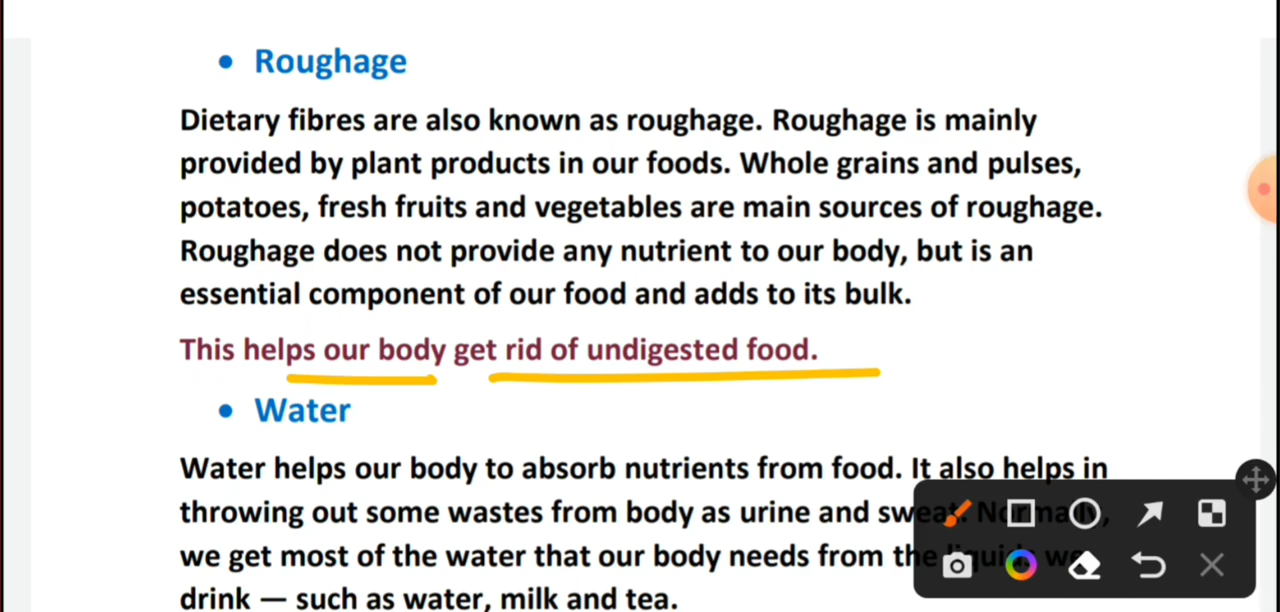 • Roughage
Dietary fibres are also known as roughage. Roughage is mainly
provided by plant products in our foods. Whole grains and pulses,
potatoes, fresh fruits and vegetables are main sources of roughage.
Roughage does not provide any nutrient to our body, but is an
essential component of our food and adds to its bulk.
This helps our body get rid of undigested food.
• Water
Water helps our body to absorb nutrients from food. It also helps in
throwing out some wastes from body as urine and sweat. Normally,
we get most of the water that our body needs from the liquids we
drink — such as water, milk and tea.